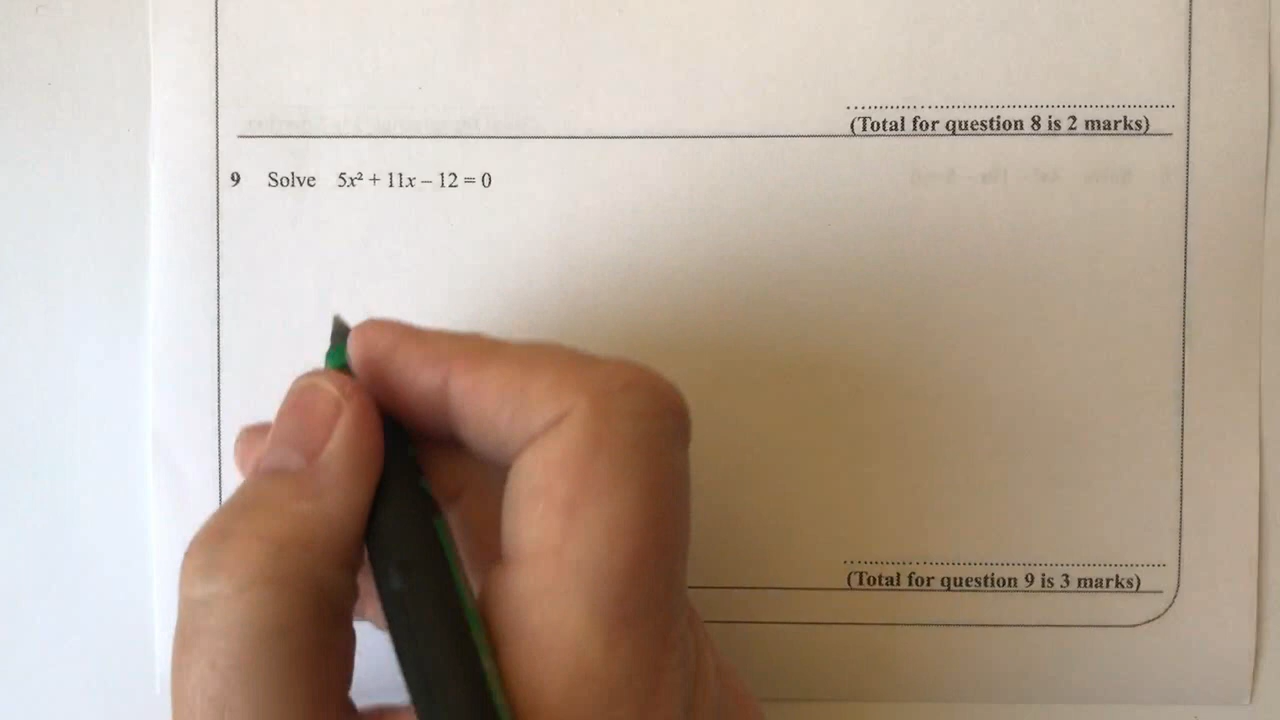 (Total for question 8 is 2 marks)
9 Solve 5x² + 11x – 12 = 0
(Total for question 9 is 3 marks)